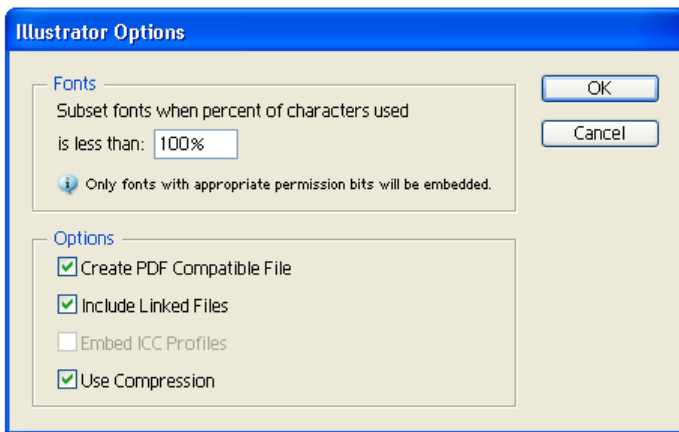 Illustrator Options
Fonts
Subset fonts when percent of characters used
is less than: 100%
Only fonts with appropriate permission bits will be embedded.
OK
Cancel
Options
Create PDF Compatible File
Include Linked Files
Embed ICC Profiles
Use Compression